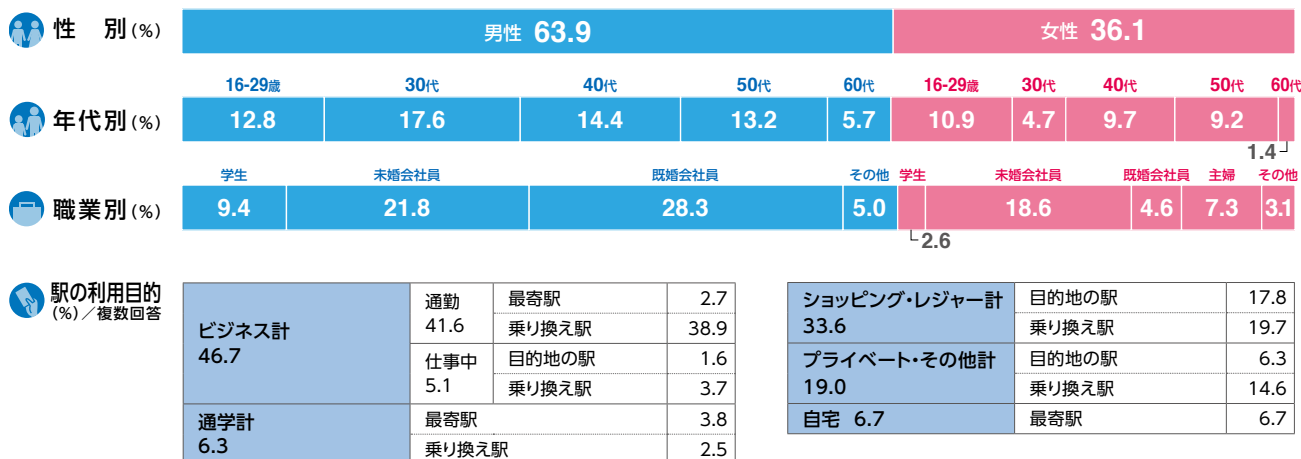 性 別(%)
男性 63.9
女性 36.1
16-29歳 30代 40代 50代 60代 16-29歳 30代 40代 50代 60代
年代別(%)
12.8 17.6 14.4 13.2 5.7 10.9 4.7 9.7 9.2
1.4
学生 未婚会社員 既婚会社員 その他 学生 未婚会社員 既婚会社員 主婦 その他
職業別(%)
9.4 21.8 28.3 5.0 18.6 4.6 7.3 3.1
2.6
駅の利用目的
(%)/複数回答
ビジネス計
46.7
通勤
41.6
最寄駅 2.7
乗り換え駅 38.9
仕事中
5.1
目的地の駅 1.6
乗り換え駅 3.7
通学計
6.3
最寄駅 3.8
乗り換え駅 2.5
ショッピング・レジャー計
33.6
目的地の駅 17.8
乗り換え駅 19.7
プライベート・その他計
19.0
目的地の駅 6.3
乗り換え駅 14.6
自宅 6.7 最寄駅 6.7